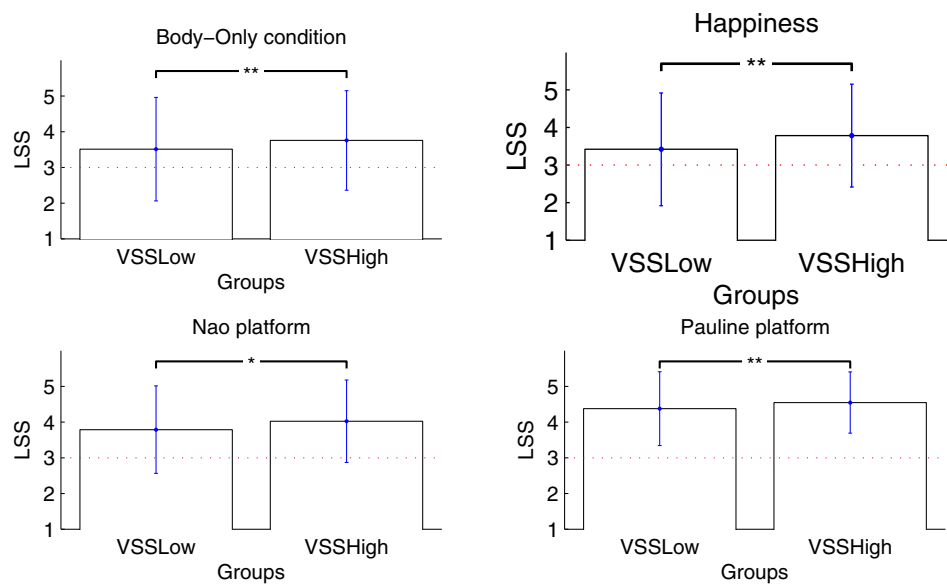 Body−Only condition
**
5
4
3
2
1
LSS
VSSLow VSSHigh
Groups
Happiness
**
5
4
3
2
1
LSS
VSSLow VSSHigh
Groups
Nao platform
*
5
4
3
2
1
LSS
VSSLow VSSHigh
Groups
Pauline platform
**
5
4
3
2
1
LSS
VSSLow VSSHigh
Groups